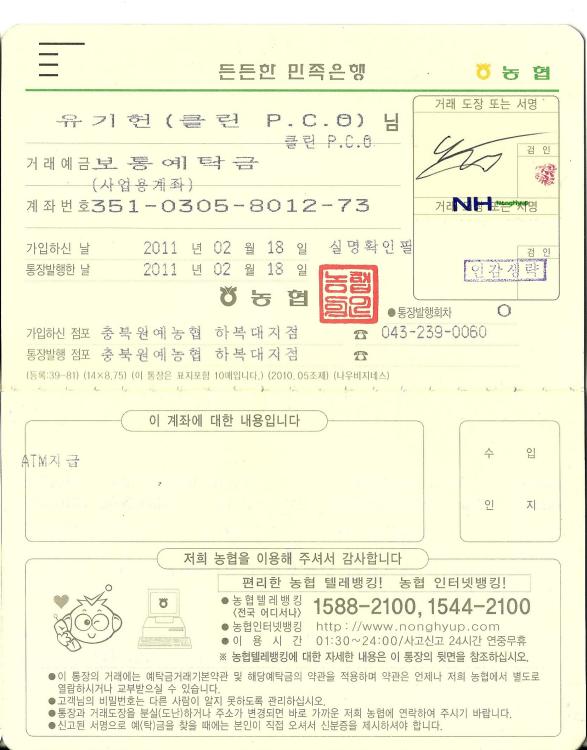 든든한 민족은행
농협
유기헌(클린 P.C.O) 님
클린 P.C.O
거래예금 보통예탁금
(사업용계좌)
계좌번호 351-0305-8012-73
거래 도장 또는 서명
검 인
NH Nonghyup
거래 도장 또는 서명
검 인
인감생략
가입하신 날 2011 년 02 월 18 일 실명확인필
통장발행한 날 2011 년 02 월 18 일
농협
통장발행회차 0
가입하신 점포 충북원예농협 하복대지점 ☎ 043-239-0060
통장발행 점포 충북원예농협 하복대지점 ☎
(등록:39-81) (14×8.75) (이 통장은 표지포함 10매입니다.) (2010. 05조제) (나우비지네스)
이 계좌에 대한 내용입니다
ATM지급
수 입
인 지
저희 농협을 이용해 주셔서 감사합니다
편리한 농협 텔레뱅킹! 농협 인터넷뱅킹!
● 농협텔레뱅킹 <전국 어디서나> 1588-2100, 1544-2100
● 농협인터넷뱅킹 http://www.nonghyup.com
● 이 용 시 간 01:30~24:00/사고신고 24시간 연중무휴
※ 농협텔레뱅킹에 대한 자세한 내용은 이 통장의 뒷면을 참조하십시오.
● 이 통장의 거래에는 예탁금거래기본약관 및 해당예탁금의 약관을 적용하며 약관은 언제나 저희 농협에서 별도로
열람하시거나 교부받으실 수 있습니다.
● 고객님의 비밀번호는 다른 사람이 알지 못하도록 관리하십시오.
● 통장과 거래도장을 분실(도난)하거나 주소가 변경되면 바로 가까운 저희 농협에 연락하여 주시기 바랍니다.
● 신고된 서명으로 예(탁)금을 찾을 때에는 본인이 직접 오셔서 신분증을 제시하셔야 합니다.